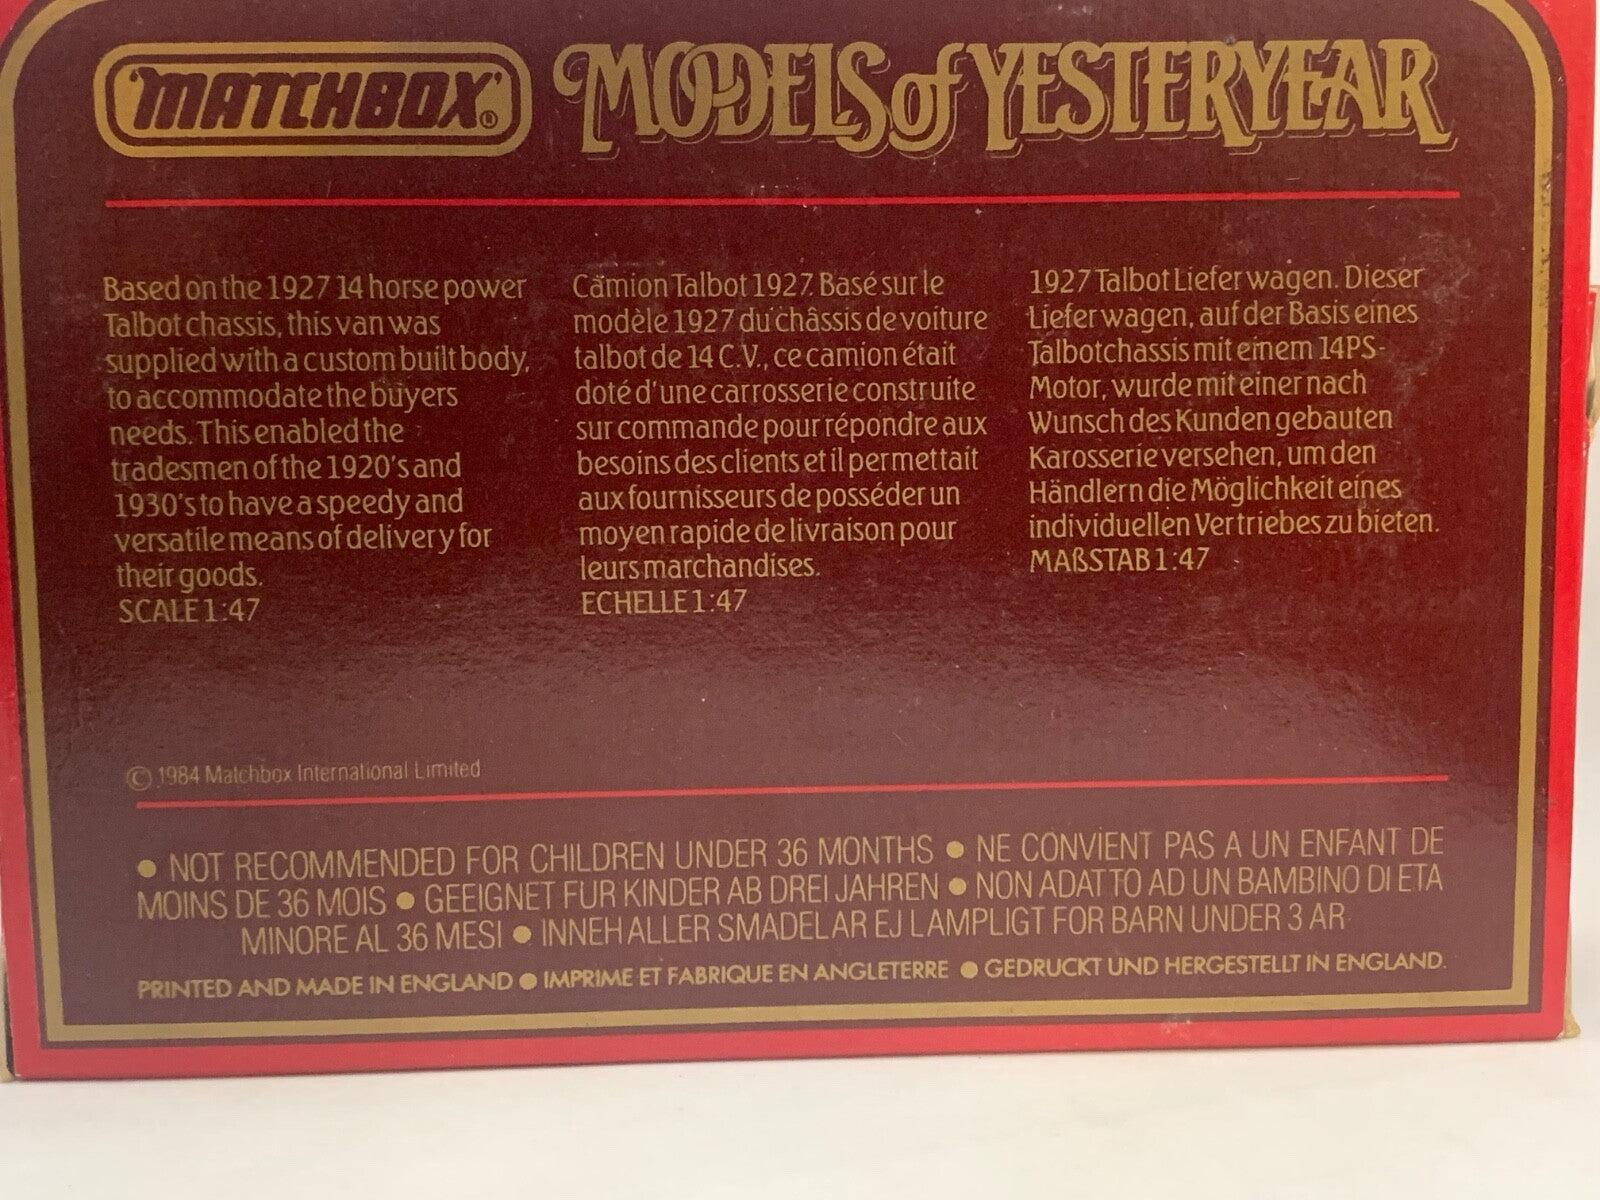 'MATCHBOX'® MODELS of YESTERYEAR
Based on the 1927 14 horse power
Talbot chassis, this van was
supplied with a custom built body,
to accommodate the buyers
needs. This enabled the
tradesmen of the 1920's and
1930's to have a speedy and
versatile means of delivery for
their goods.
SCALE 1:47
Camion Talbot 1927. Basé sur le
modèle 1927 du châssis de voiture
talbot de 14 C.V., ce camion était
doté d'une carrosserie construite
sur commande pour répondre aux
besoins des clients et il permettait
aux fournisseurs de posséder un
moyen rapide de livraison pour
leurs marchandises.
ECHELLE 1:47
1927 Talbot Lieferwagen. Dieser
Lieferwagen, auf der Basis eines
Talbotchassis mit einem 14PS-
Motor, wurde mit einer nach
Wunsch des Kunden gebauten
Karosserie versehen, um den
Händlern die Möglichkeit eines
individuellen Vertriebes zu bieten.
MAßSTAB 1:47
© 1984 Matchbox International Limited
● NOT RECOMMENDED FOR CHILDREN UNDER 36 MONTHS ● NE CONVIENT PAS A UN ENFANT DE
MOINS DE 36 MOIS ● GEEIGNET FUR KINDER AB DREI JAHREN ● NON ADATTO AD UN BAMBINO DI ETA
MINORE AL 36 MESI ● INNEHALLER SMADELAR EJ LAMPLIGT FOR BARN UNDER 3 AR
PRINTED AND MADE IN ENGLAND ● IMPRIME ET FABRIQUE EN ANGLETERRE ● GEDRUCKT UND HERGESTELLT IN ENGLAND.